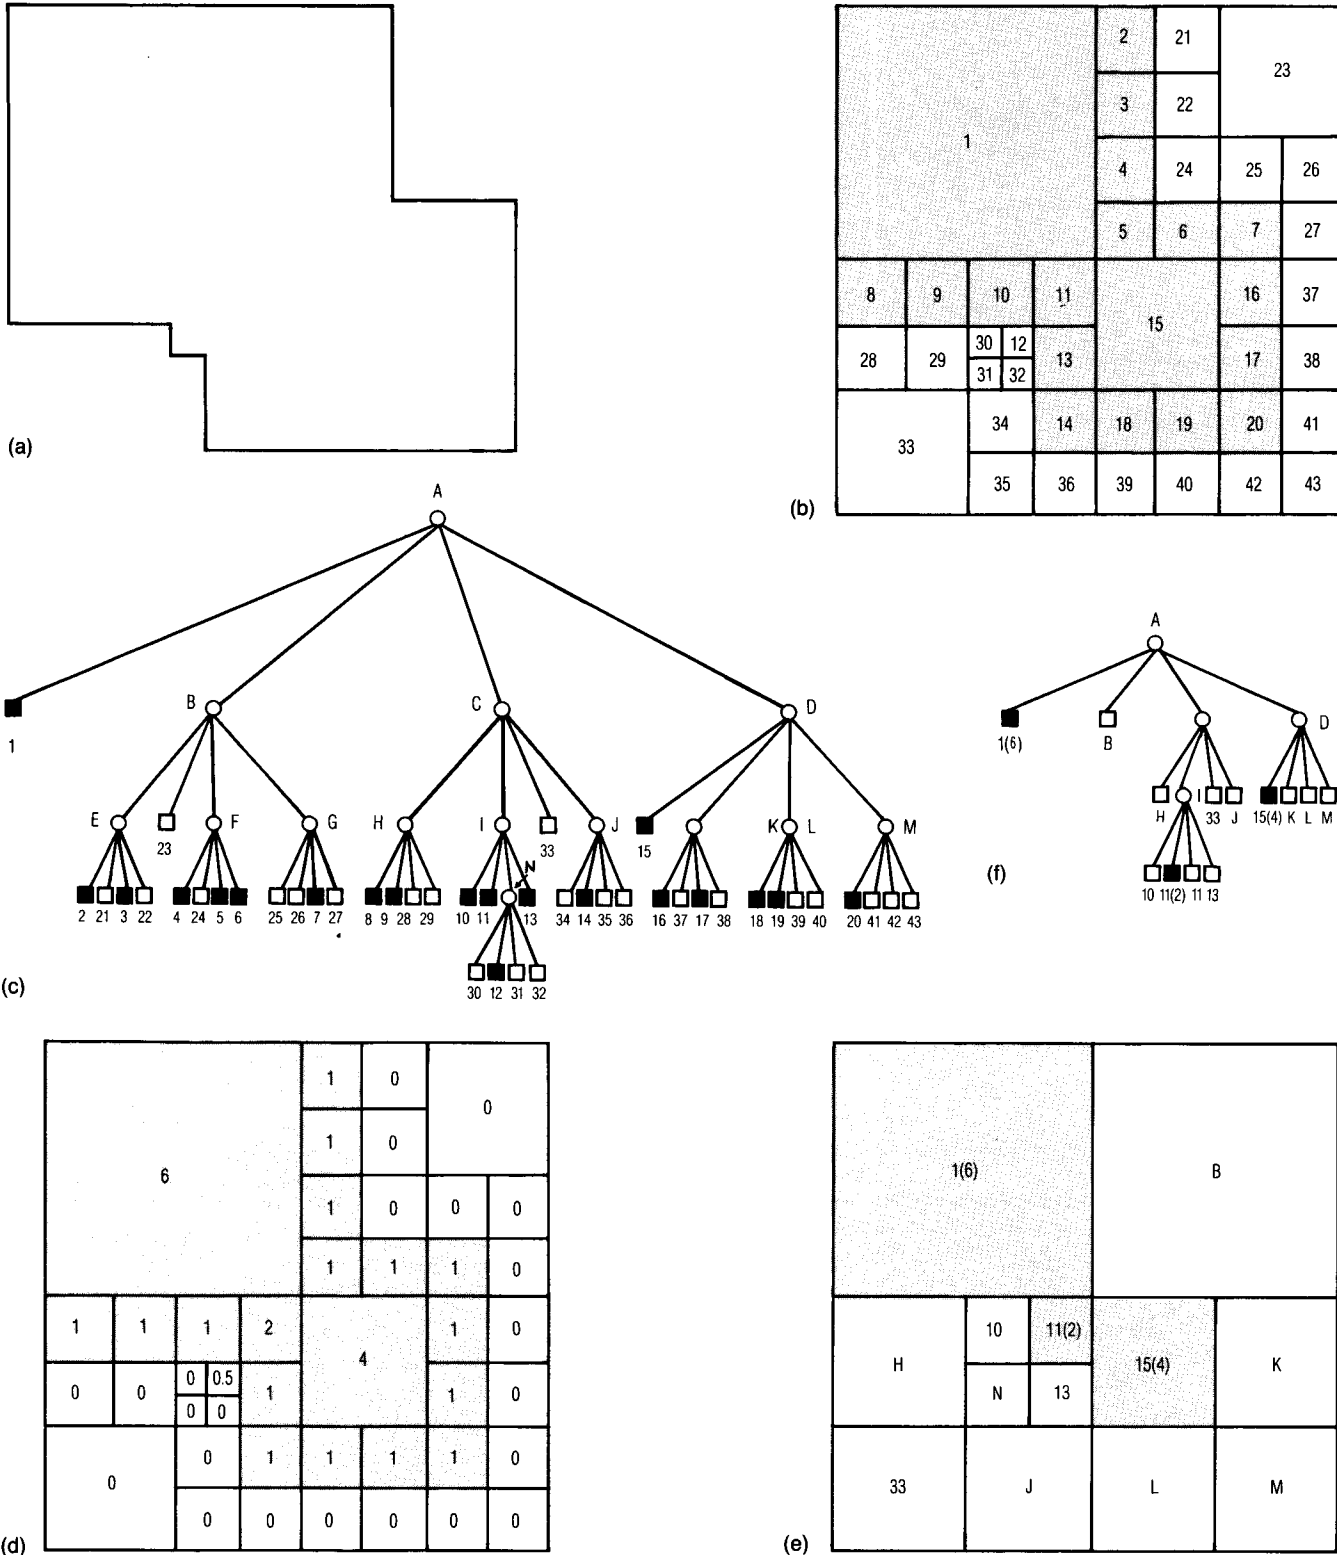 (a)
2 21 23
3 22
1
4 24 25 26
5 6 7 27
8 9 10 11 15 16 37
28 29 30 12 13 17 38
31 32
33 34 14 18 19 20 41
35 36 39 40 42 43
(b)
A
1 B C D
E 23 F G H I 33 J 15 K L M
N
2 21 3 22 4 24 5 6 25 26 7 27 8 9 28 29 10 11 13 34 14 35 36 16 37 17 38 18 19 39 40 20 41 42 43
30 12 31 32
(c)
A
1(6) B D
H I 33 J 15(4) K L M
10 11(2) 11 13
(f)
1 0 0
1 0
6
1 0 0 0
1 1 1 0
1 1 1 2 4 1 0
0 0 0 0.5 1 1 0
0 0
0 0 1 1 1 1 0
0 0 0 0 0 0
(d)
1(6) B
H 10 11(2) 15(4) K
N 13
33 J L M
(e)